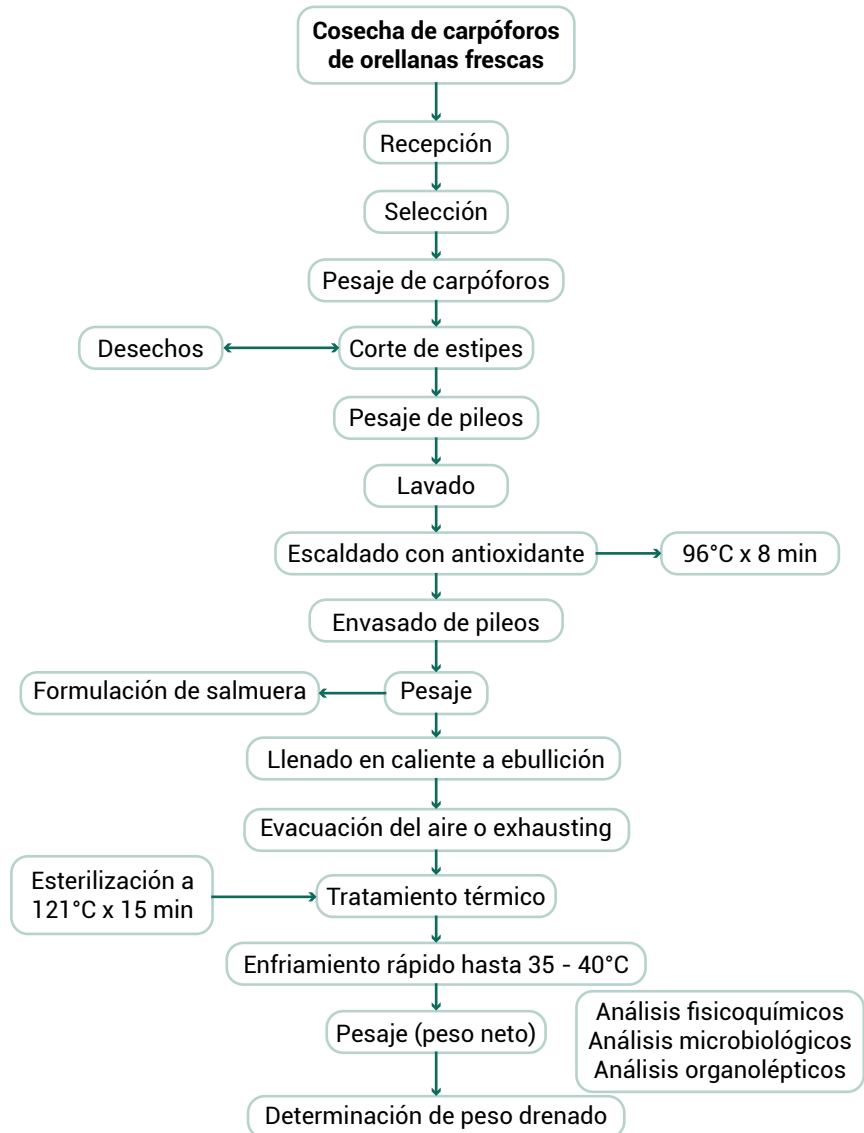 Cosecha de carpóforos
de orellanas frescas
Recepción
Selección
Pesaje de carpóforos
Desechos
Corte de estipes
Pesaje de pileos
Lavado
Escaldado con antioxidante
96°C x 8 min
Envasado de pileos
Formulación de salmuera
Pesaje
Llenado en caliente a ebullición
Evacuación del aire o exhausting
Esterilización a
121°C x 15 min
Tratamiento térmico
Enfriamiento rápido hasta 35 - 40°C
Pesaje (peso neto)
Análisis fisicoquímicos
Análisis microbiológicos
Análisis organolépticos
Determinación de peso drenado